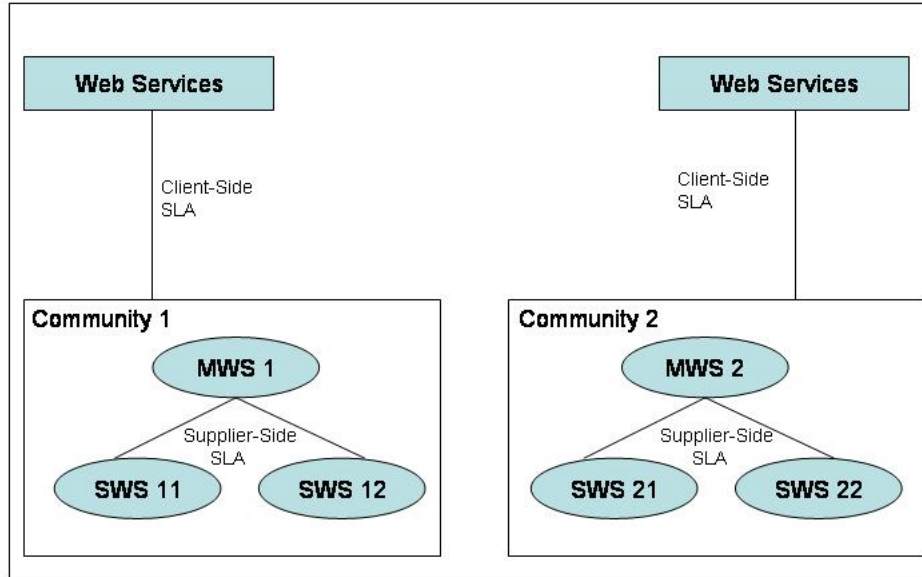 Web Services
Web Services
Client-Side
SLA
Client-Side
SLA
Community 1
MWS 1
Supplier-Side
SLA
SWS 11
SWS 12
Community 2
MWS 2
Supplier-Side
SLA
SWS 21
SWS 22